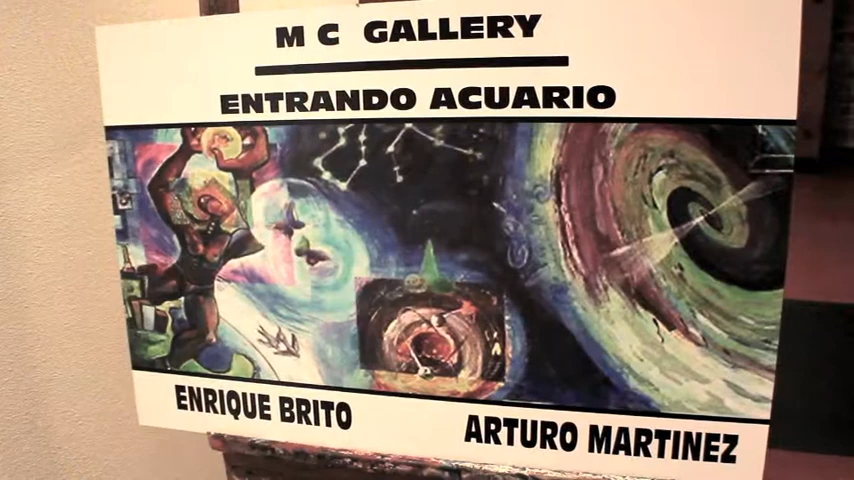 M C GALLERY
ENTRANDO ACUARIO
ENRIQUE BRITO
ARTURO MARTINEZ